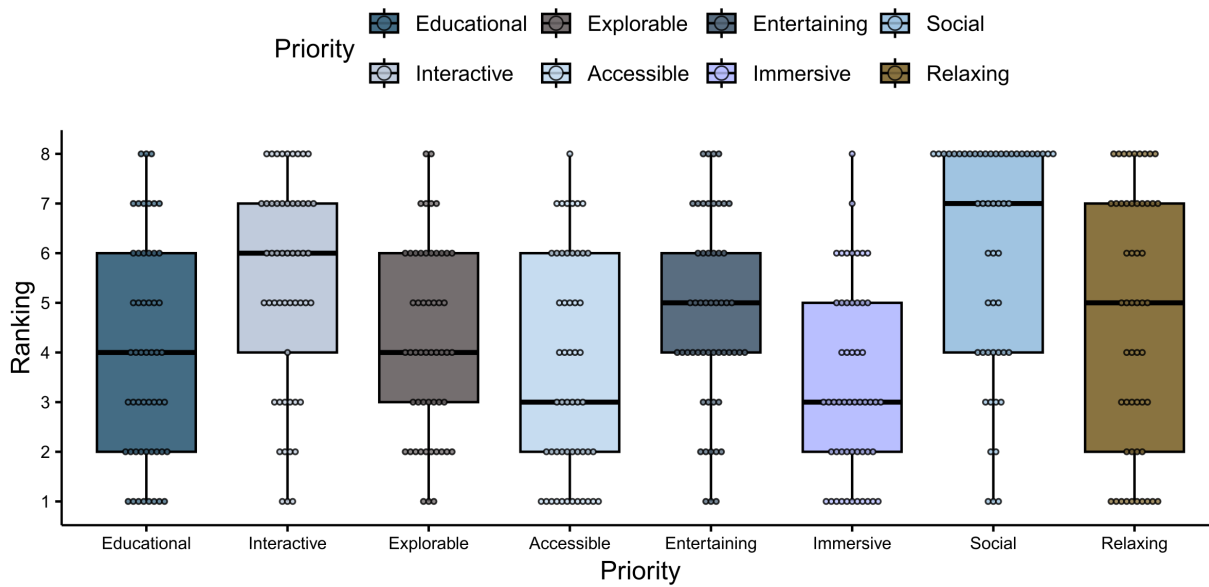 Priority
Educational Explorable Entertaining Social
Interactive Accessible Immersive Relaxing
Ranking
8
7
6
5
4
3
2
1
Educational Interactive Explorable Accessible Entertaining Immersive Social Relaxing
Priority